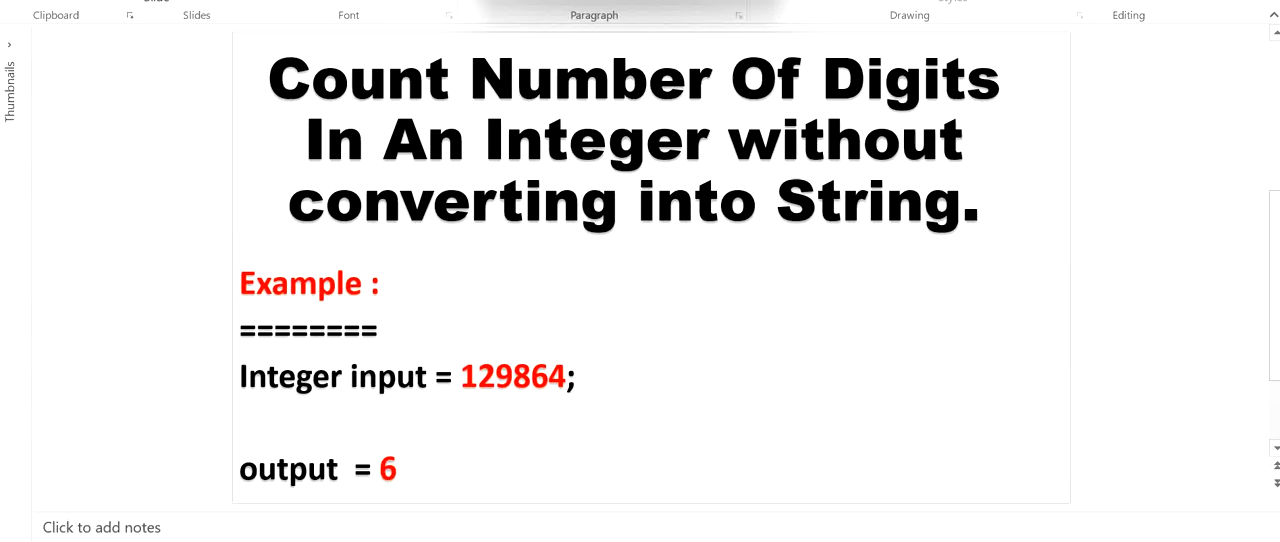 Clipboard Slides Font Paragraph Drawing Editing
Thumbnails
Count Number Of Digits
In An Integer without
converting into String.
Example :
========
Integer input = 129864;
output = 6
Click to add notes